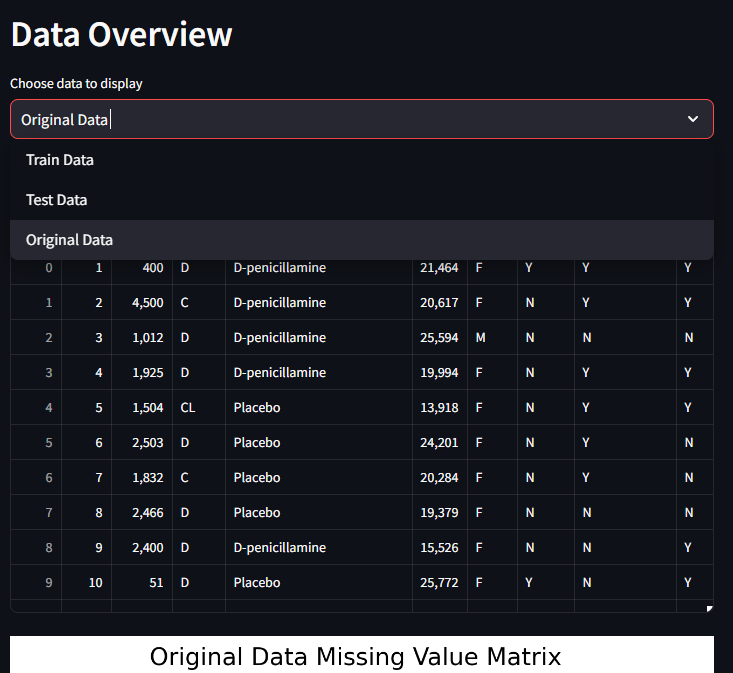 Data Overview
Choose data to display
Original Data
Train Data
Test Data
Original Data
0 1 400 D D-penicillamine 21,464 F Y Y Y
1 2 4,500 C D-penicillamine 20,617 F N Y Y
2 3 1,012 D D-penicillamine 25,594 M N N N
3 4 1,925 D D-penicillamine 19,994 F N Y Y
4 5 1,504 CL Placebo 13,918 F N Y Y
5 6 2,503 D Placebo 24,201 F N Y N
6 7 1,832 C Placebo 20,284 F N Y N
7 8 2,466 D Placebo 19,379 F N N N
8 9 2,400 D D-penicillamine 15,526 F N N Y
9 10 51 D Placebo 25,772 F Y N Y
Original Data Missing Value Matrix